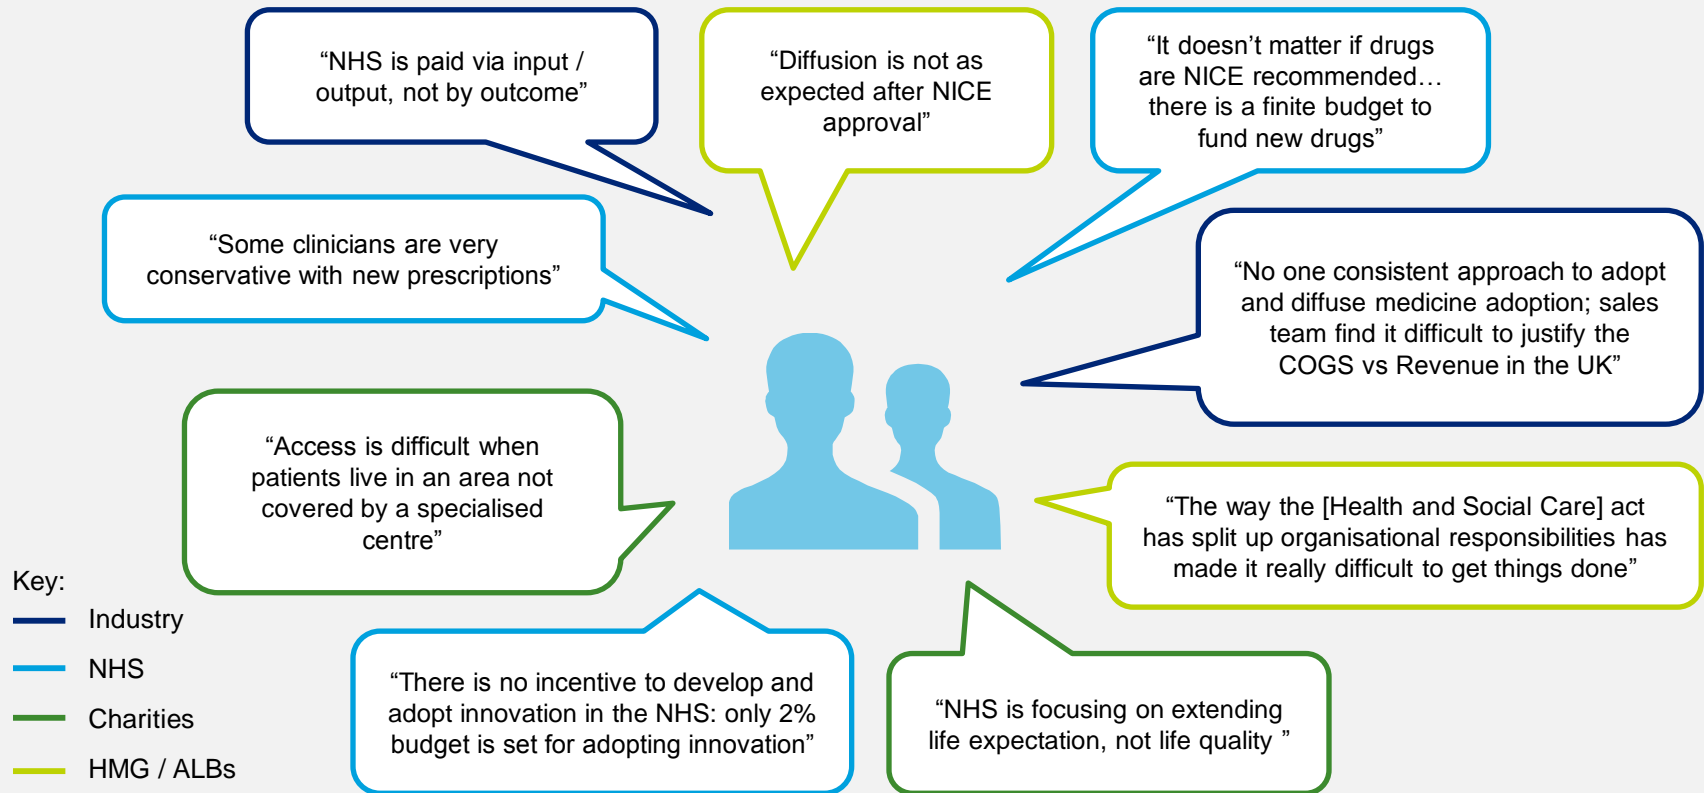 “NHS is paid via input /
output, not by outcome”
“Diffusion is not as
expected after NICE
approval”
“It doesn’t matter if drugs
are NICE recommended…
there is a finite budget to
fund new drugs”
“Some clinicians are very
conservative with new prescriptions”
“No one consistent approach to adopt
and diffuse medicine adoption; sales
team find it difficult to justify the
COGS vs Revenue in the UK”
“Access is difficult when
patients live in an area not
covered by a specialised
centre”
“The way the [Health and Social Care] act
has split up organisational responsibilities has
made it really difficult to get things done”
“There is no incentive to develop and
adopt innovation in the NHS: only 2%
budget is set for adopting innovation”
“NHS is focusing on extending
life expectation, not life quality ”
Key:
Industry
NHS
Charities
HMG / ALBs